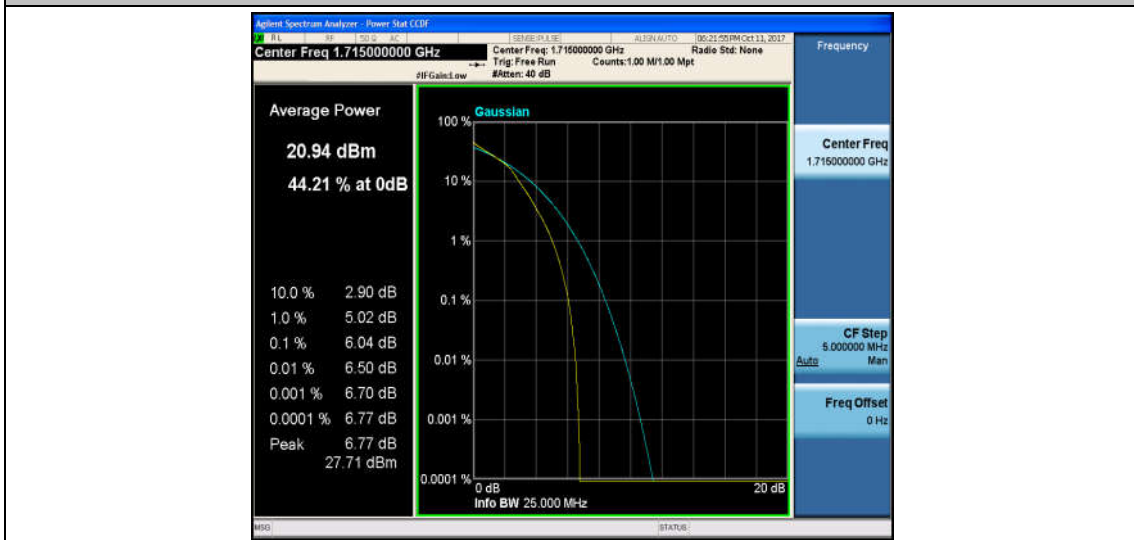 Agilent Spectrum Analyzer - Power Stat CCDF
RL RF 50 Ω AC SENSE:PULSE ALIGN AUTO 06:21:55PM Oct 11, 2017
Center Freq 1.715000000 GHz
Center Freq: 1.715000000 GHz Radio Std: None
Trig: Free Run Counts:1.00 M/1.00 Mpt
#IFGain:Low #Atten: 40 dB
Frequency
Average Power
20.94 dBm
44.21 % at 0dB
10.0 % 2.90 dB
1.0 % 5.02 dB
0.1 % 6.04 dB
0.01 % 6.50 dB
0.001 % 6.70 dB
0.0001 % 6.77 dB
Peak 6.77 dB
27.71 dBm
Gaussian
100 %
10 %
1 %
0.1 %
0.01 %
0.001 %
0.0001 %
0 dB 20 dB
Info BW 25.000 MHz
Center Freq
1.715000000 GHz
CF Step
5.000000 MHz
Auto Man
Freq Offset
0 Hz
MSG STATUS